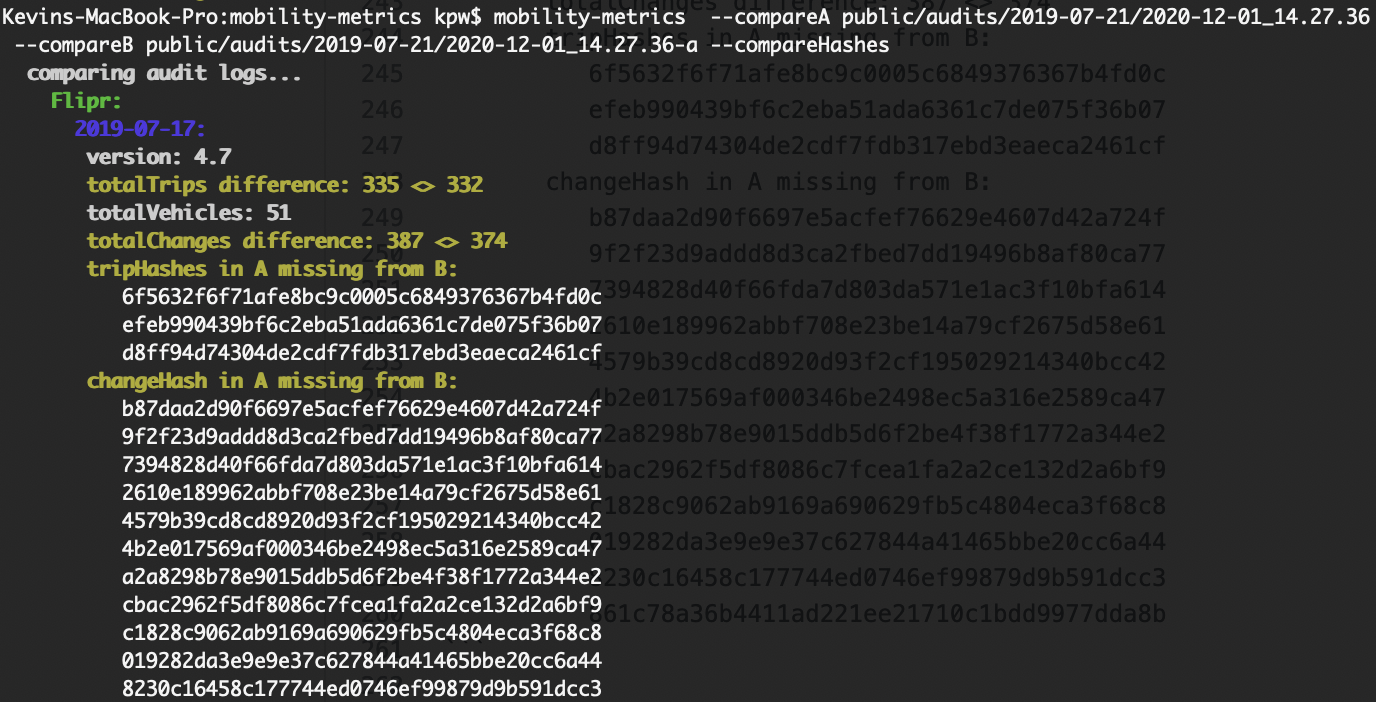 Kevins-MacBook-Pro:mobility-metrics kpw$ mobility-metrics  --compareA public/audits/2019-07-21/2020-12-01_14.27.36
 --compareB public/audits/2019-07-21/2020-12-01_14.27.36-a --compareHashes
  comparing audit logs...
    Flipr:
      2019-07-17:
       version: 4.7
       totalTrips difference: 335 <> 332
       totalVehicles: 51
       totalChanges difference: 387 <> 374
       tripHashes in A missing from B:
          6f5632f6f71afe8bc9c0005c6849376367b4fd0c
          efeb990439bf6c2eba51ada6361c7de075f36b07
          d8ff94d74304de2cdf7fdb317ebd3eaeca2461cf
       changeHash in A missing from B:
          b87daa2d90f6697e5acfef76629e4607d42a724f
          9f2f23d9addd8d3ca2fbed7dd19496b8af80ca77
          7394828d40f66fda7d803da571e1ac3f10bfa614
          2610e189962abbf708e23be14a79cf2675d58e61
          4579b39cd8cd8920d93f2cf195029214340bcc42
          4b2e017569af000346be2498ec5a316e2589ca47
          a2a8298b78e9015ddb5d6f2be4f38f1772a344e2
          cbac2962f5df8086c7fcea1fa2a2ce132d2a6bf9
          c1828c9062ab9169a690629fb5c4804eca3f68c8
          019282da3e9e9e37c627844a41465bbe20cc6a44
          8230c16458c177744ed0746ef99879d9b591dcc3